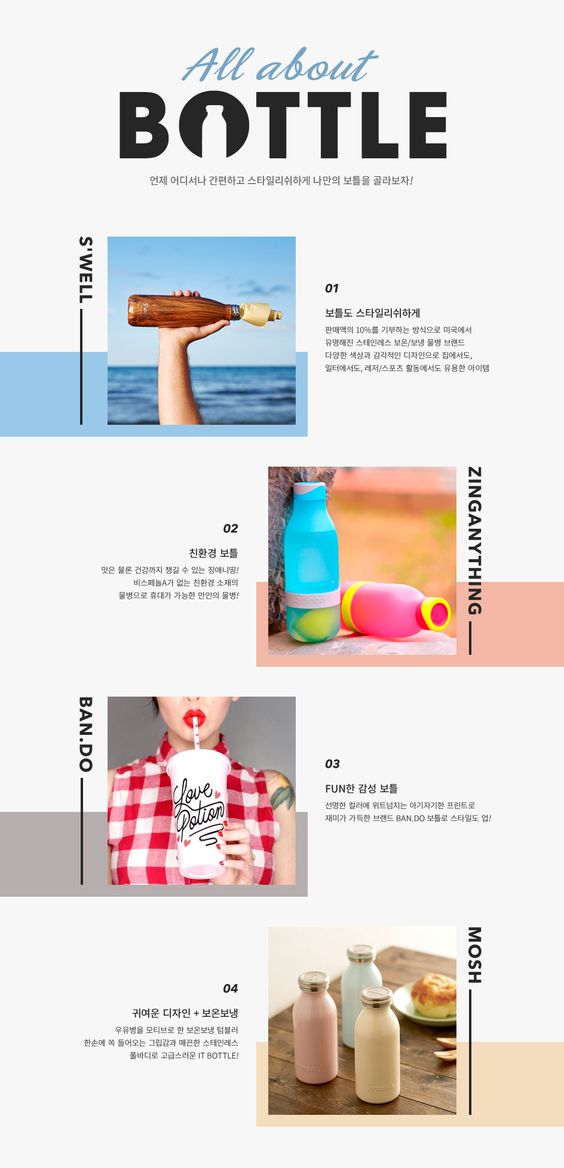 All about
BOTTLE
언제 어디서나 간편하고 스타일리쉬하게 나만의 보틀을 골라보자!
S'WELL
01
보틀도 스타일리쉬하게
판매액의 10%를 기부하는 방식으로 미국에서
유명해진 스테인레스 보온/보냉 물병 브랜드
다양한 색상과 감각적인 디자인으로 집에서도,
일터에서도, 레저/스포츠 활동에서도 유용한 아이템
ZINGANYTHING
02
친환경 보틀
맛은 물론 건강까지 챙길 수 있는 징애니띵!
비스페놀A가 없는 친환경 소재의
물병으로 휴대가 가능한 만인의 물병!
BAN.DO
Love
Potion
03
FUN한 감성 보틀
선명한 컬러에 위트넘치는 아기자기한 프린트로
재미가 가득한 브랜드 BAN.DO 보틀로 스타일도 업!
MOSH
04
귀여운 디자인 + 보온보냉
우유병을 모티브로 한 보온보냉 텀블러
한손에 쏙 들어오는 그립감과 매끈한 스테인레스
풀바디로 고급스러운 IT BOTTLE!